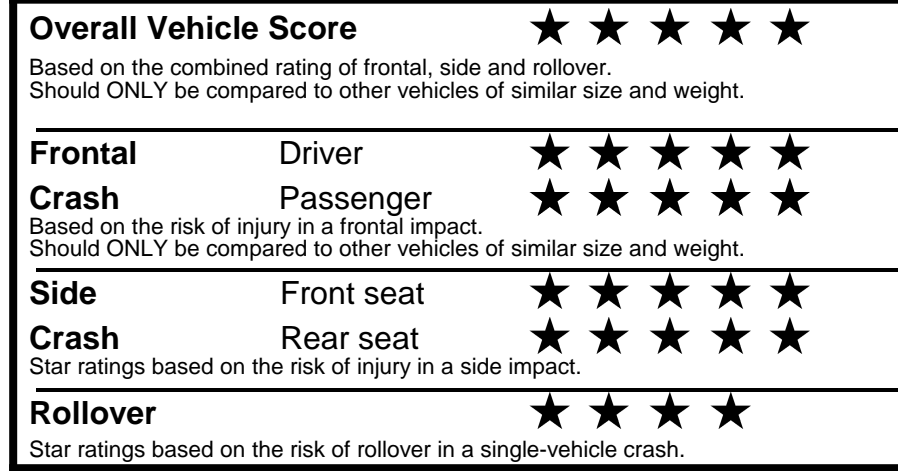 Overall Vehicle Score ★ ★ ★ ★ ★
Based on the combined rating of frontal, side and rollover.
Should ONLY be compared to other vehicles of similar size and weight.
Frontal Driver ★ ★ ★ ★ ★
Crash Passenger ★ ★ ★ ★ ★
Based on the risk of injury in a frontal impact.
Should ONLY be compared to other vehicles of similar size and weight.
Side Front seat ★ ★ ★ ★ ★
Crash Rear seat ★ ★ ★ ★ ★
Star ratings based on the risk of injury in a side impact.
Rollover ★ ★ ★ ★
Star ratings based on the risk of rollover in a single-vehicle crash.